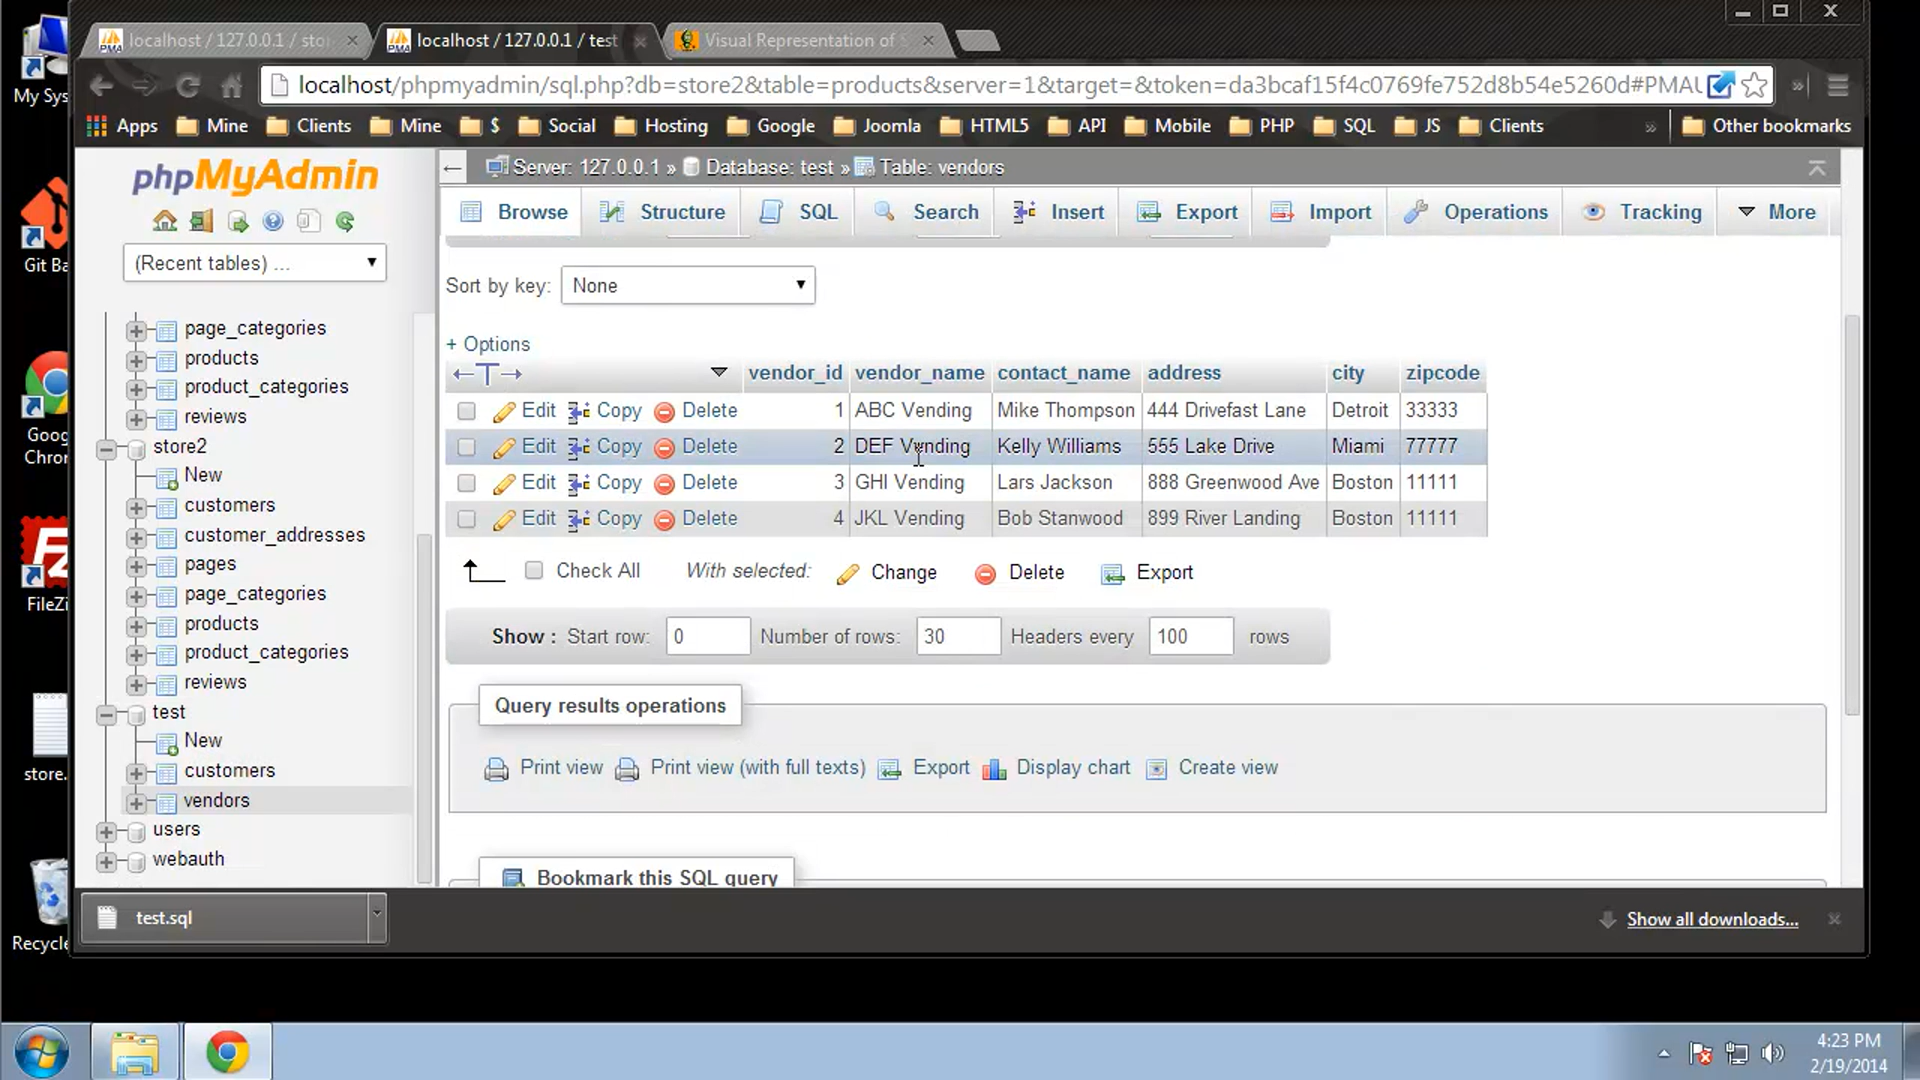 My Sys
Git Ba
Goog
Chron
FileZi
store.
Recycle
localhost / 127.0.0.1 / stor
localhost / 127.0.0.1 / test
Visual Representation of S
localhost/phpmyadmin/sql.php?db=store2&table=products&server=1&target=&token=da3bcaf15f4c0769fe752d8b54e5260d#PMAU
Apps Mine Clients Mine $ Social Hosting Google Joomla HTML5 API Mobile PHP SQL JS Clients » Other bookmarks
phpMyAdmin
(Recent tables) ...
page_categories
products
product_categories
reviews
store2
New
customers
customer_addresses
pages
page_categories
products
product_categories
reviews
test
New
customers
vendors
users
webauth
Server: 127.0.0.1 » Database: test » Table: vendors
Browse Structure SQL Search Insert Export Import Operations Tracking More
Sort by key: None
+ Options
vendor_id vendor_name contact_name address city zipcode
Edit Copy Delete 1 ABC Vending Mike Thompson 444 Drivefast Lane Detroit 33333
Edit Copy Delete 2 DEF Vending Kelly Williams 555 Lake Drive Miami 77777
Edit Copy Delete 3 GHI Vending Lars Jackson 888 Greenwood Ave Boston 11111
Edit Copy Delete 4 JKL Vending Bob Stanwood 899 River Landing Boston 11111
Check All With selected: Change Delete Export
Show : Start row: 0 Number of rows: 30 Headers every 100 rows
Query results operations
Print view Print view (with full texts) Export Display chart Create view
Bookmark this SQL query
test.sql
Show all downloads...
4:23 PM
2/19/2014